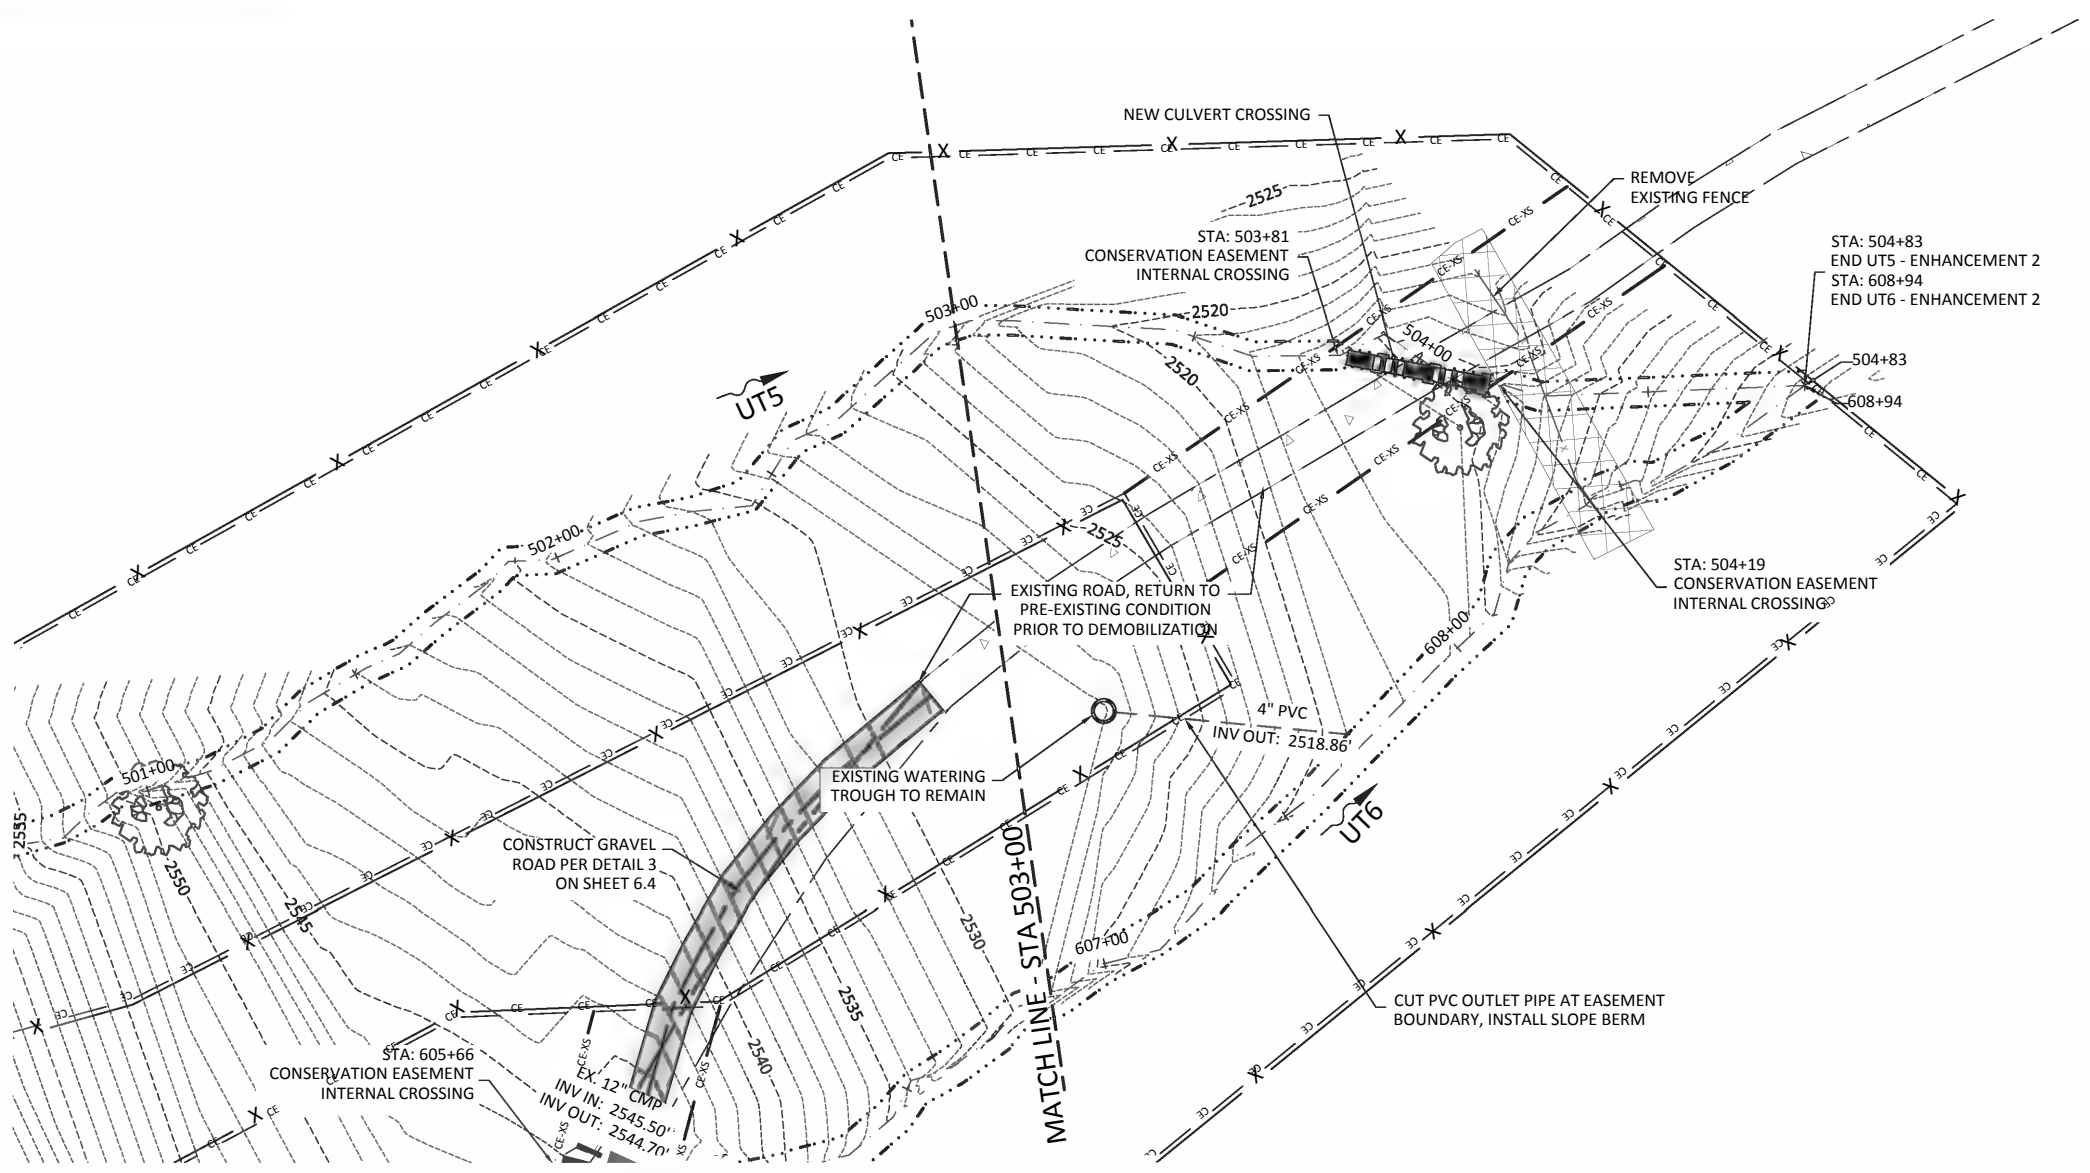 NEW CULVERT CROSSING
REMOVE
EXISTING FENCE
2525
STA: 503+81
CONSERVATION EASEMENT
INTERNAL CROSSING
STA: 504+83
END UT5 - ENHANCEMENT 2
STA: 608+94
END UT6 - ENHANCEMENT 2
503+00
2520
504+00
504+83
608+94
2520
UT5
502+00
2525
EXISTING ROAD, RETURN TO
PRE-EXISTING CONDITION
PRIOR TO DEMOBILIZATION
STA: 504+19
CONSERVATION EASEMENT
INTERNAL CROSSING
608+00
4" PVC
INV OUT: 2518.86'
501+00
EXISTING WATERING
TROUGH TO REMAIN
UT6
2555
CONSTRUCT GRAVEL
ROAD PER DETAIL 3
ON SHEET 6.4
2550
2545
2530
607+00
MATCH LINE - STA 503+00
2535
2540
CUT PVC OUTLET PIPE AT EASEMENT
BOUNDARY, INSTALL SLOPE BERM
STA: 605+66
CONSERVATION EASEMENT
INTERNAL CROSSING
EX. 12" CMP
INV IN: 2545.50'
INV OUT: 2544.70'
CE
CE-XS
X